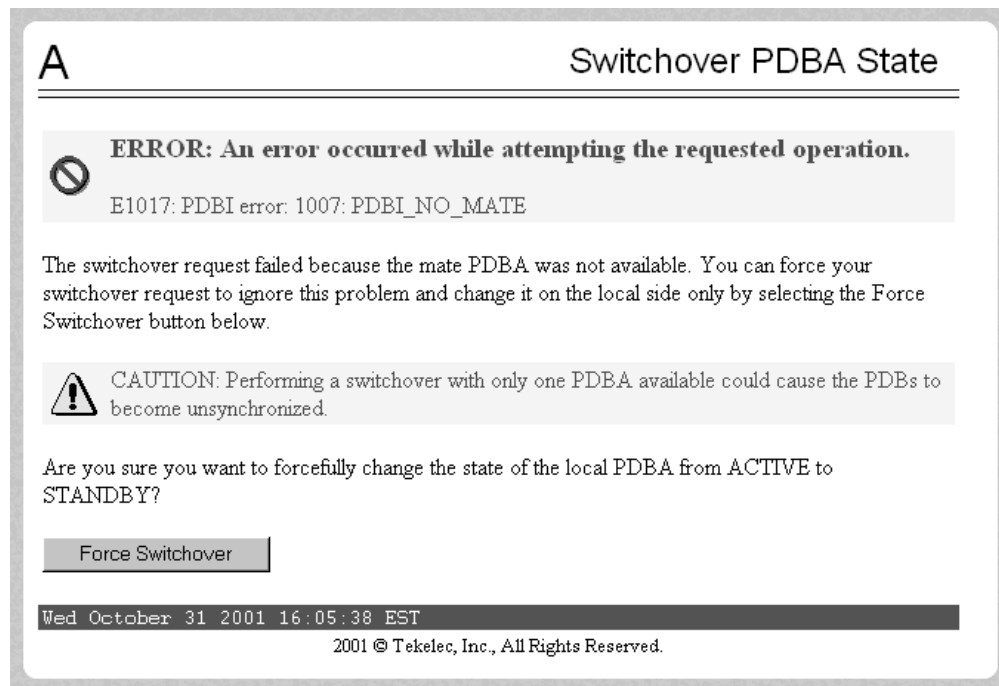 A
Switchover PDBA State
ERROR: An error occurred while attempting the requested operation.
E1017: PDBI error: 1007: PDBI_NO_MATE
The switchover request failed because the mate PDBA was not available. You can force your
switchover request to ignore this problem and change it on the local side only by selecting the Force
Switchover button below.
CAUTION: Performing a switchover with only one PDBA available could cause the PDBs to
become unsynchronized.
Are you sure you want to forcefully change the state of the local PDBA from ACTIVE to
STANDBY?
Force Switchover
Wed October 31 2001 16:05:38 EST
2001 © Tekelec, Inc., All Rights Reserved.